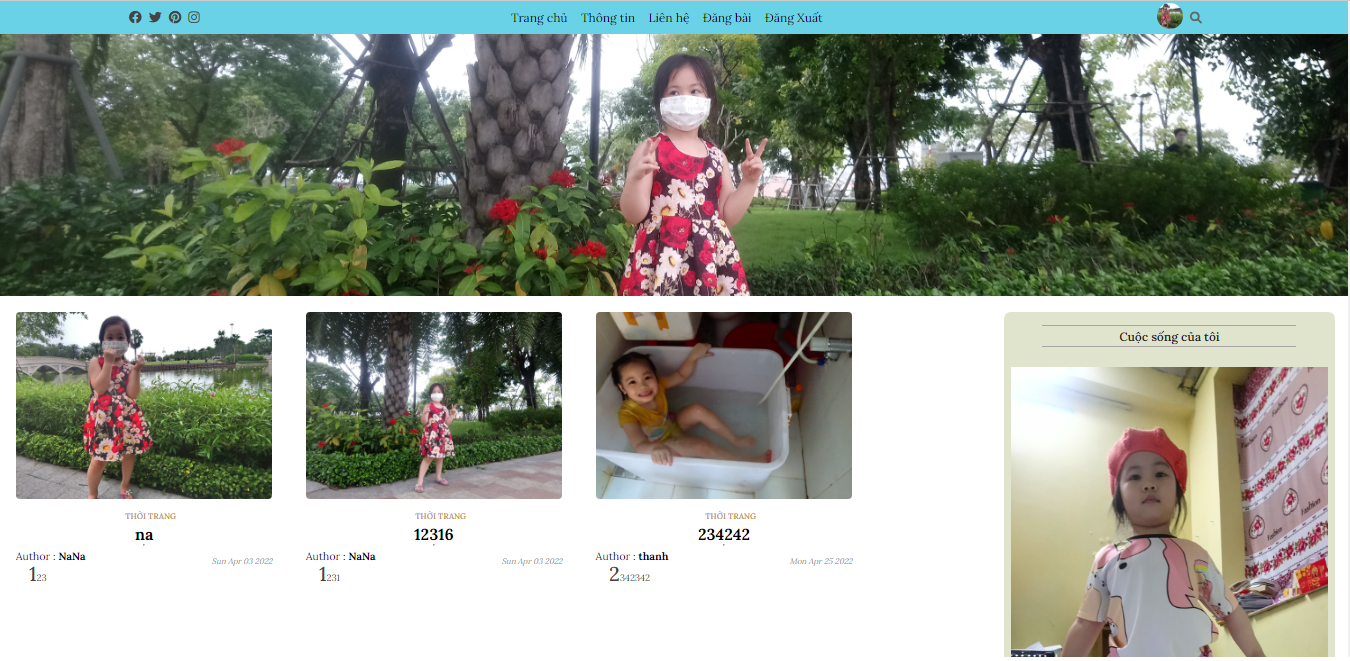 Trang chủ Thông tin Liên hệ Đăng bài Đăng Xuất
THỜI TRANG
na
Author : NaNa
Sun Apr 03 2022
123
THỜI TRANG
12316
Author : NaNa
Sun Apr 03 2022
1231
THỜI TRANG
234242
Author : thanh
Mon Apr 25 2022
2342342
Cuộc sống của tôi
Fashion